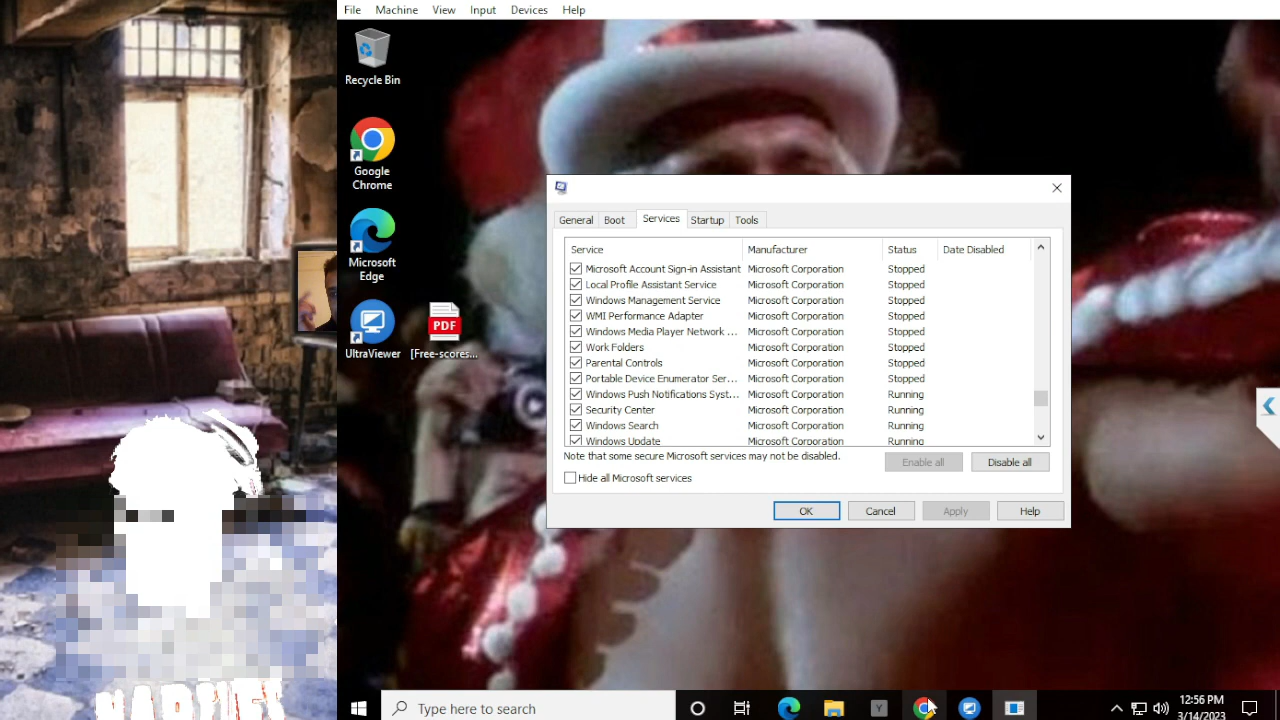 File Machine View Input Devices Help
Recycle Bin
Google
Chrome
Microsoft
Edge
UltraViewer
PDF
[Free-scores...
General Boot Services Startup Tools
Service Manufacturer Status Date Disabled
Microsoft Account Sign-in Assistant Microsoft Corporation Stopped
Local Profile Assistant Service Microsoft Corporation Stopped
Windows Management Service Microsoft Corporation Stopped
WMI Performance Adapter Microsoft Corporation Stopped
Windows Media Player Network ... Microsoft Corporation Stopped
Work Folders Microsoft Corporation Stopped
Parental Controls Microsoft Corporation Stopped
Portable Device Enumerator Ser... Microsoft Corporation Stopped
Windows Push Notifications Syst... Microsoft Corporation Running
Security Center Microsoft Corporation Running
Windows Search Microsoft Corporation Running
Windows Update Microsoft Corporation Running
Note that some secure Microsoft services may not be disabled.
Enable all Disable all
Hide all Microsoft services
OK Cancel Apply Help
Type here to search
Y
12:56 PM
3/14/2023